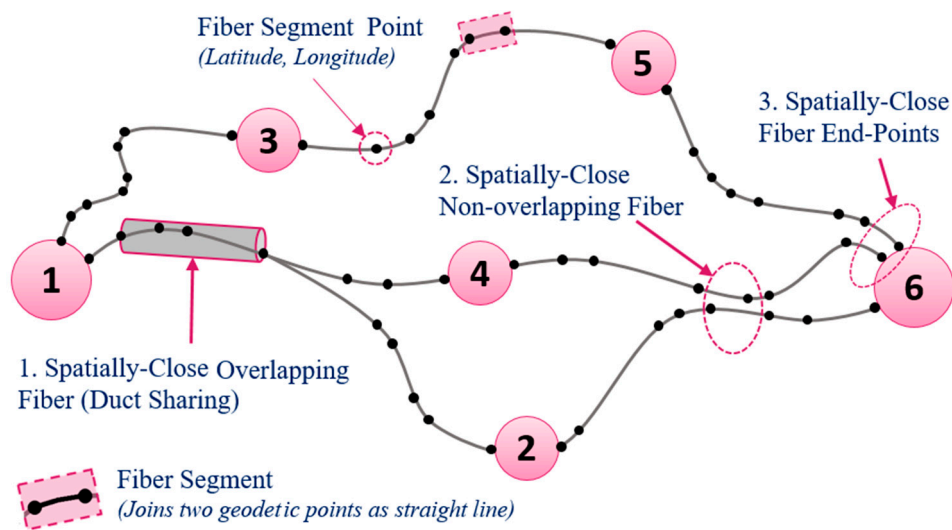 Fiber Segment Point
(Latitude, Longitude)
5
3. Spatially-Close
Fiber End-Points
3
2. Spatially-Close
Non-overlapping Fiber
1
4
6
1. Spatially-Close Overlapping
Fiber (Duct Sharing)
2
Fiber Segment
(Joins two geodetic points as straight line)